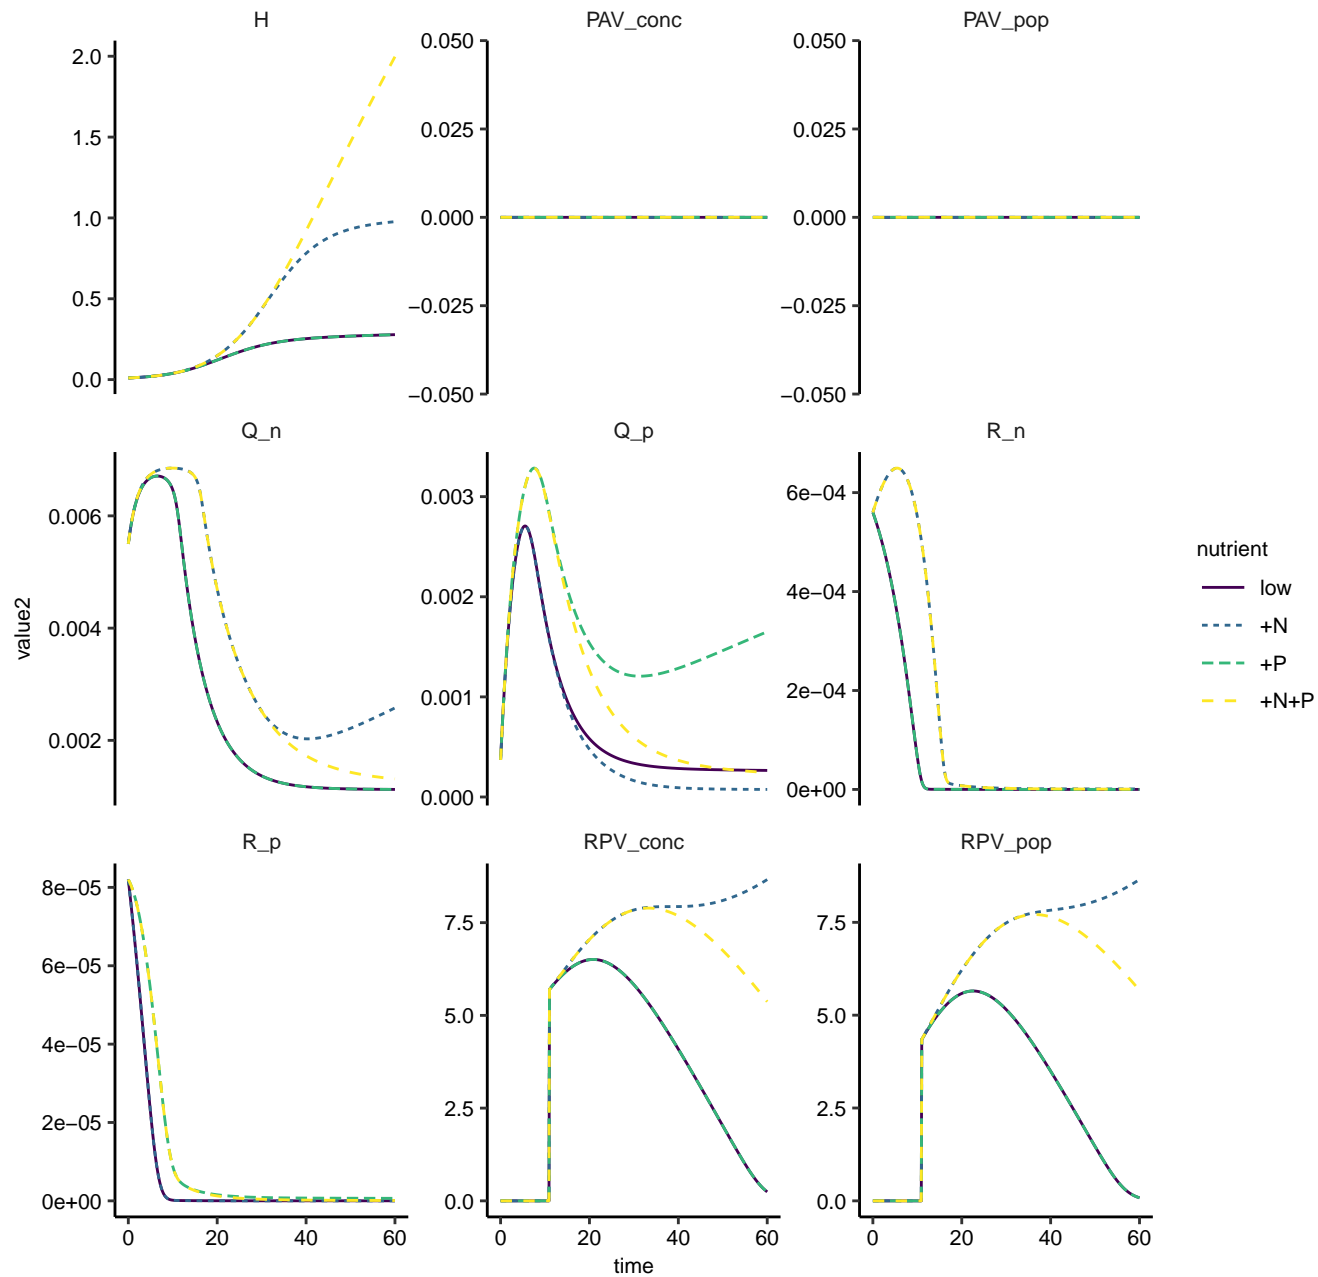 H
PAV_conc
PAV_pop
2.0
1.5
1.0
0.5
0.0
0.050
0.025
0.000
−0.025
−0.050
0.050
0.025
0.000
−0.025
−0.050
Q_n
Q_p
R_n
0.006
0.004
0.002
0.003
0.002
0.001
0.000
6e−04
4e−04
2e−04
0e+00
R_p
RPV_conc
RPV_pop
8e−05
6e−05
4e−05
2e−05
0e+00
7.5
5.0
2.5
0.0
7.5
5.0
2.5
0.0
0 20 40 60
0 20 40 60
0 20 40 60
time
value2
nutrient
low
+N
+P
+N+P